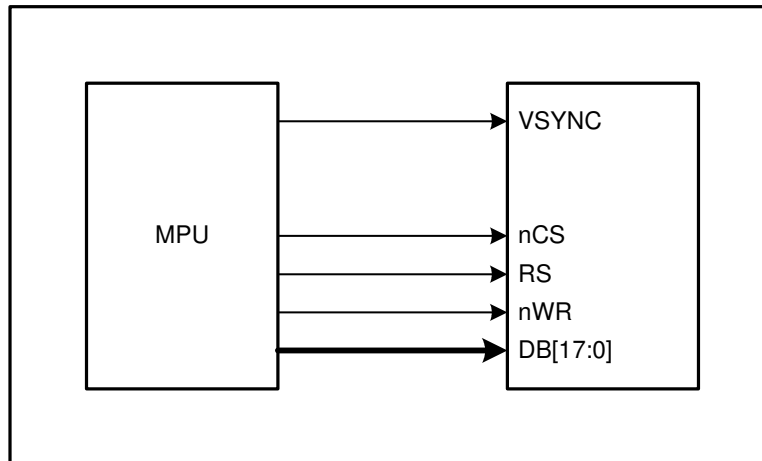 VSYNC
MPU
nCS
RS
nWR
DB[17:0]